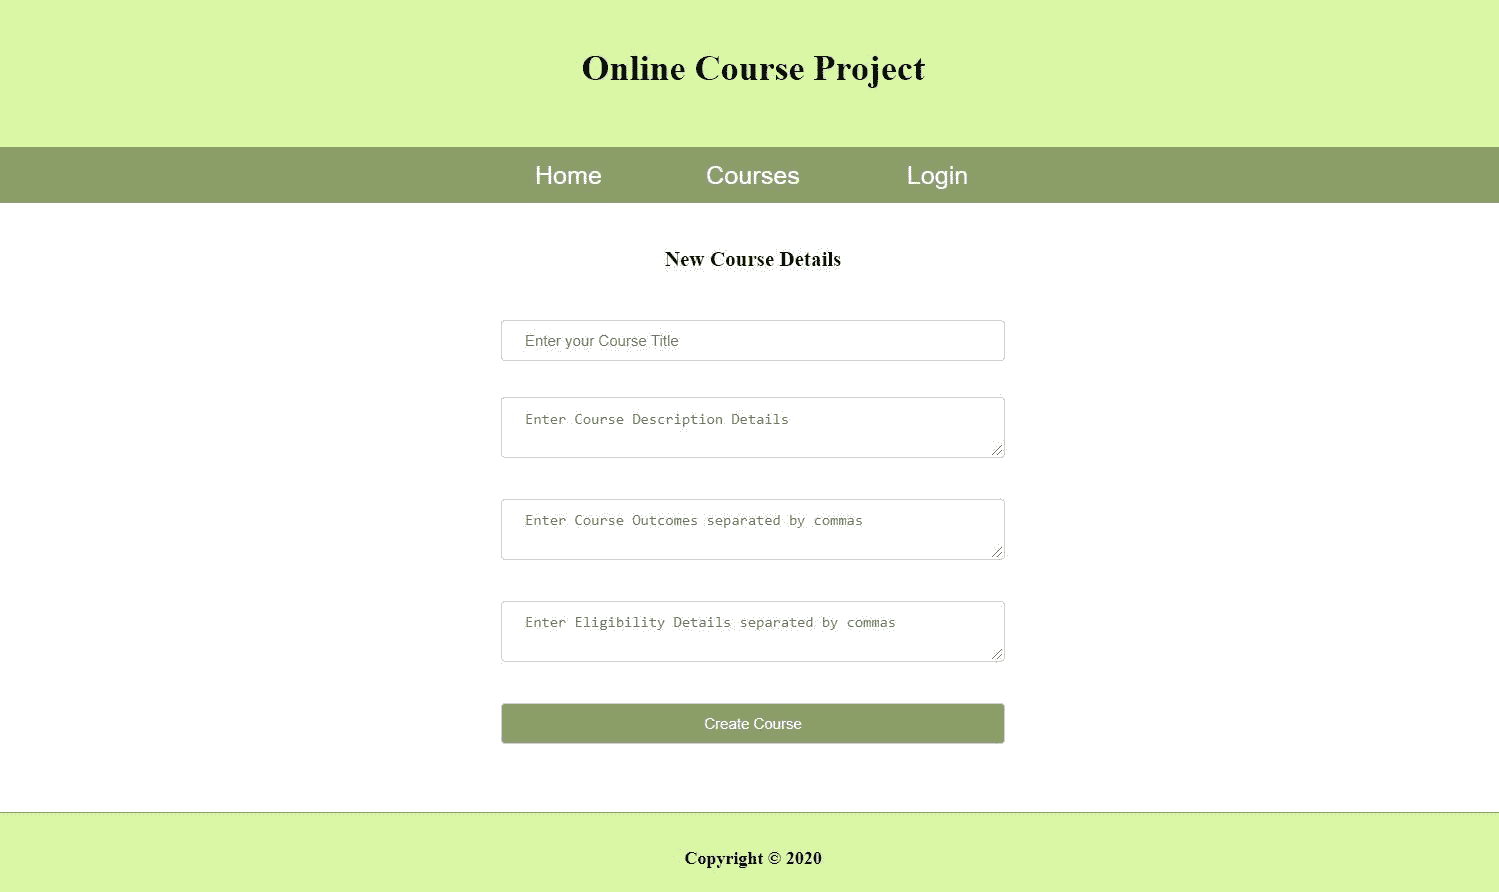 Online Course Project
Home Courses Login
New Course Details
Enter your Course Title
Enter Course Description Details
Enter Course Outcomes separated by commas
Enter Eligibility Details separated by commas
Create Course
Copyright © 2020